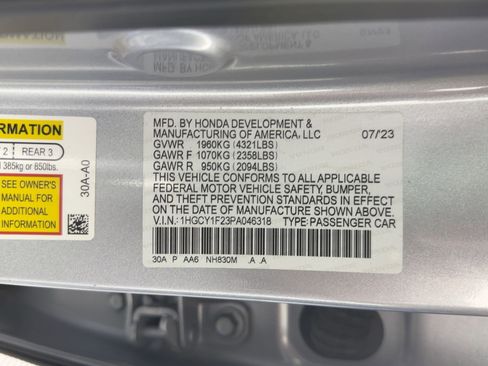 MFD. BY HONDA DEVELOPMENT &
MANUFACTURING OF AMERICA, LLC 07/23
GVWR 1960KG (4321LBS)
GAWR F 1070KG (2358LBS)
GAWR R 950KG (2094LBS)
THIS VEHICLE CONFORMS TO ALL APPLICABLE
FEDERAL MOTOR VEHICLE SAFETY, BUMPER,
AND THEFT PREVENTION STANDARDS IN EFFECT
ON THE DATE OF MANUFACTURE SHOWN ABOVE.
V.I.N.: 1HGCY1F23PA046318 TYPE: PASSENGER CAR
30A P AA6 NH830M .A .A
ORMATION
2 REAR 3
385kg or 850lbs.
SEE OWNER'S
MANUAL FOR
ADDITIONAL
INFORMATION
30A-A0